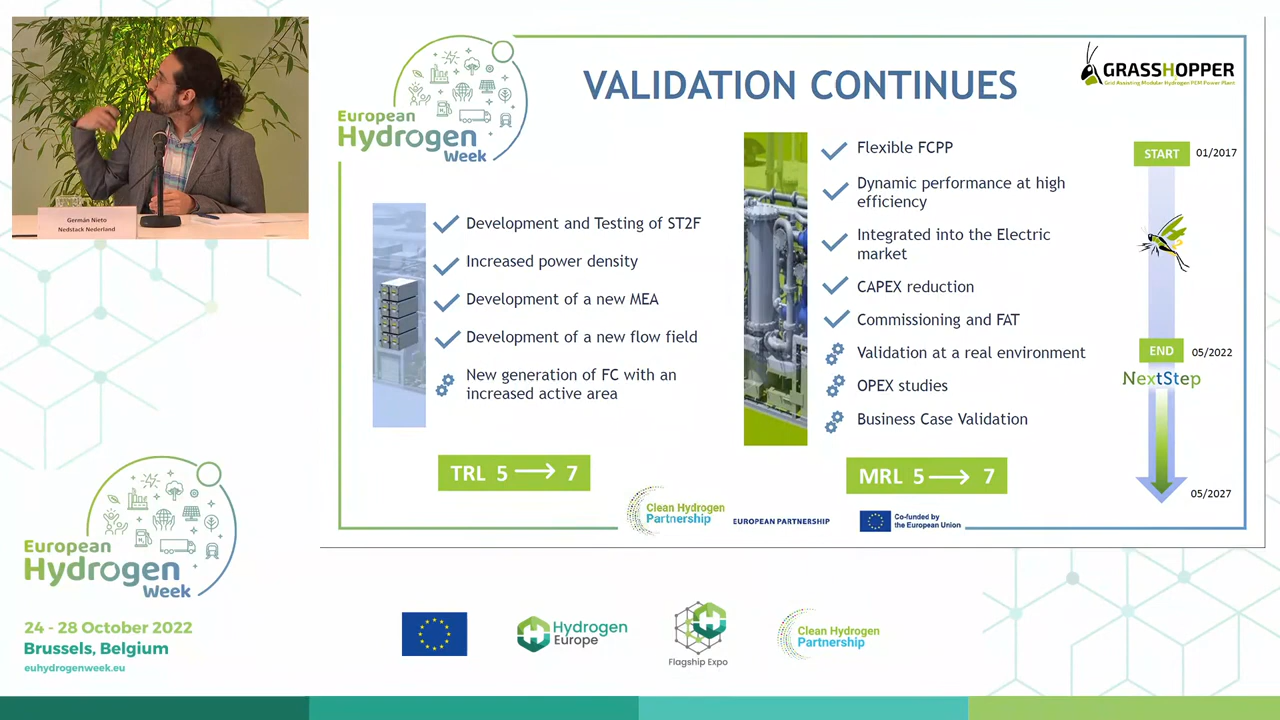 Germán Nieto
Nedstack Nederland
European
Hydrogen
Week
VALIDATION CONTINUES
GRASSHOPPER
Grid Assisting Modular Hydrogen PEM Power Plant
Development and Testing of ST2F
Increased power density
Development of a new MEA
Development of a new flow field
New generation of FC with an
increased active area
TRL 5 → 7
Flexible FCPP
Dynamic performance at high
efficiency
Integrated into the Electric
market
CAPEX reduction
Commissioning and FAT
Validation at a real environment
OPEX studies
Business Case Validation
MRL 5 → 7
START 01/2017
END 05/2022
NextStep
05/2027
Clean Hydrogen
Partnership
EUROPEAN PARTNERSHIP
Co-funded by
the European Union
European
Hydrogen
Week
24 - 28 October 2022
Brussels, Belgium
euhydrogenweek.eu
Hydrogen
Europe
Flagship Expo
Clean Hydrogen
Partnership